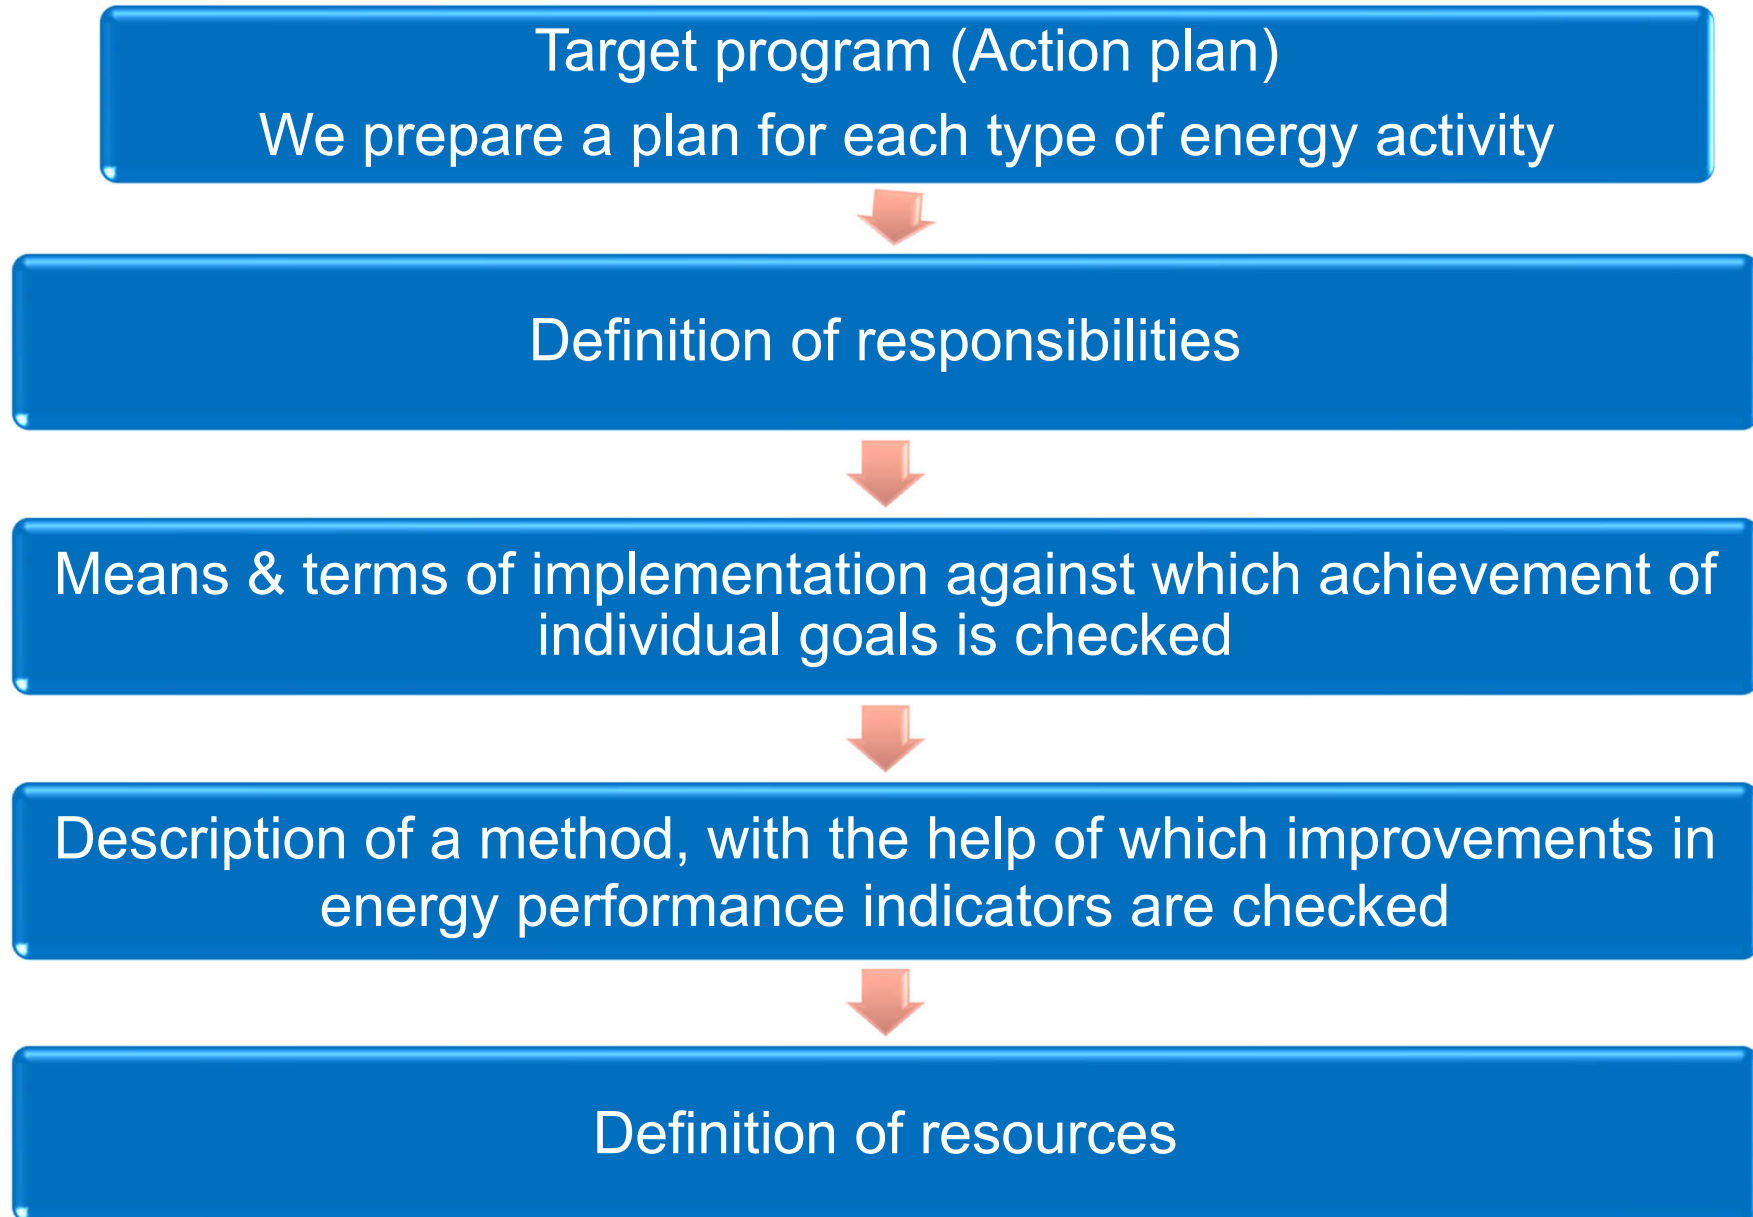 Target program (Action plan)
We prepare a plan for each type of energy activity
Definition of responsibilities
Means & terms of implementation against which achievement of
individual goals is checked
Description of a method, with the help of which improvements in
energy performance indicators are checked
Definition of resources